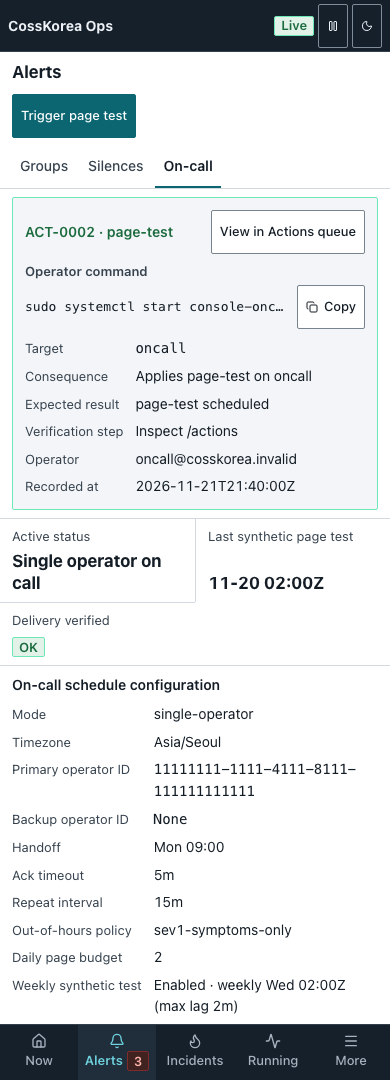 CossKorea Ops
Live
Alerts
Trigger page test
Groups Silences On-call
ACT-0002 · page-test
View in Actions queue
Operator command
sudo systemctl start console-onc…
Copy
Target oncall
Consequence Applies page-test on oncall
Expected result page-test scheduled
Verification step Inspect /actions
Operator oncall@cosskorea.invalid
Recorded at 2026-11-21T21:40:00Z
Active status
Single operator on
call
Last synthetic page test
11-20 02:00Z
Delivery verified
OK
On-call schedule configuration
Mode single-operator
Timezone Asia/Seoul
Primary operator ID 11111111-1111-4111-8111-
111111111111
Backup operator ID None
Handoff Mon 09:00
Ack timeout 5m
Repeat interval 15m
Out-of-hours policy sev1-symptoms-only
Daily page budget 2
Weekly synthetic test Enabled · weekly Wed 02:00Z
(max lag 2m)
Now Alerts 3 Incidents Running More